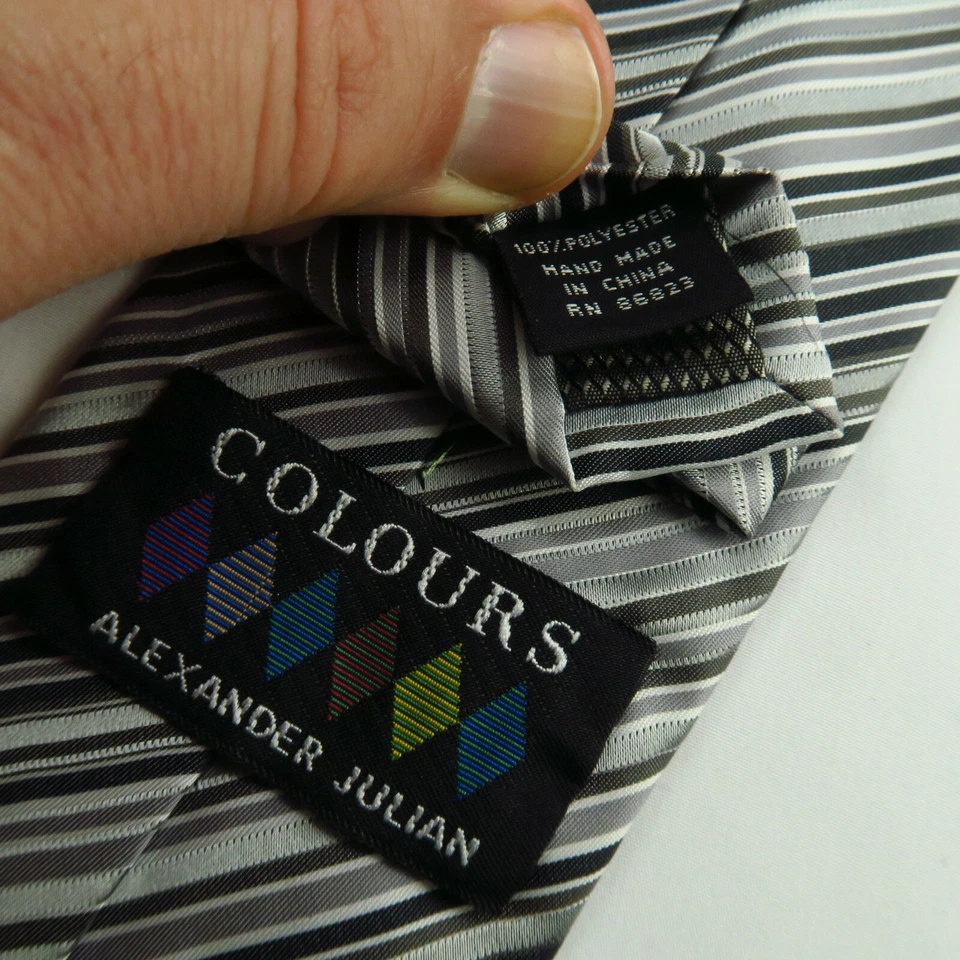 100% POLYESTER
HAND MADE
IN CHINA
RN 86823
COLOURS
ALEXANDER JULIAN